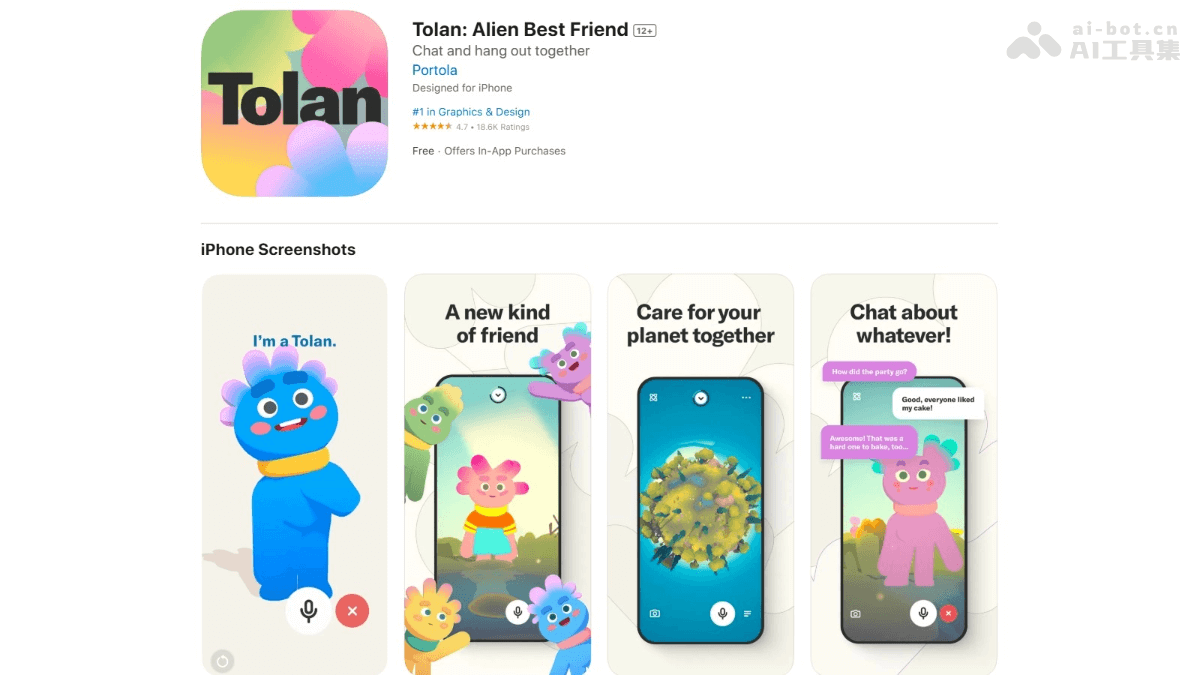 Tolan
Tolan: Alien Best Friend 12+
Chat and hang out together
Portola
Designed for iPhone
#1 in Graphics & Design
★★★★★ 4.7 • 18.6K Ratings
Free · Offers In-App Purchases
ai-bot.cn
AI工具集
iPhone Screenshots
I'm a Tolan.
A new kind
of friend
Care for your
planet together
Chat about
whatever!
How did the party go?
Good, everyone liked
my cake!
Awesome! That was a
hard one to bake, too...